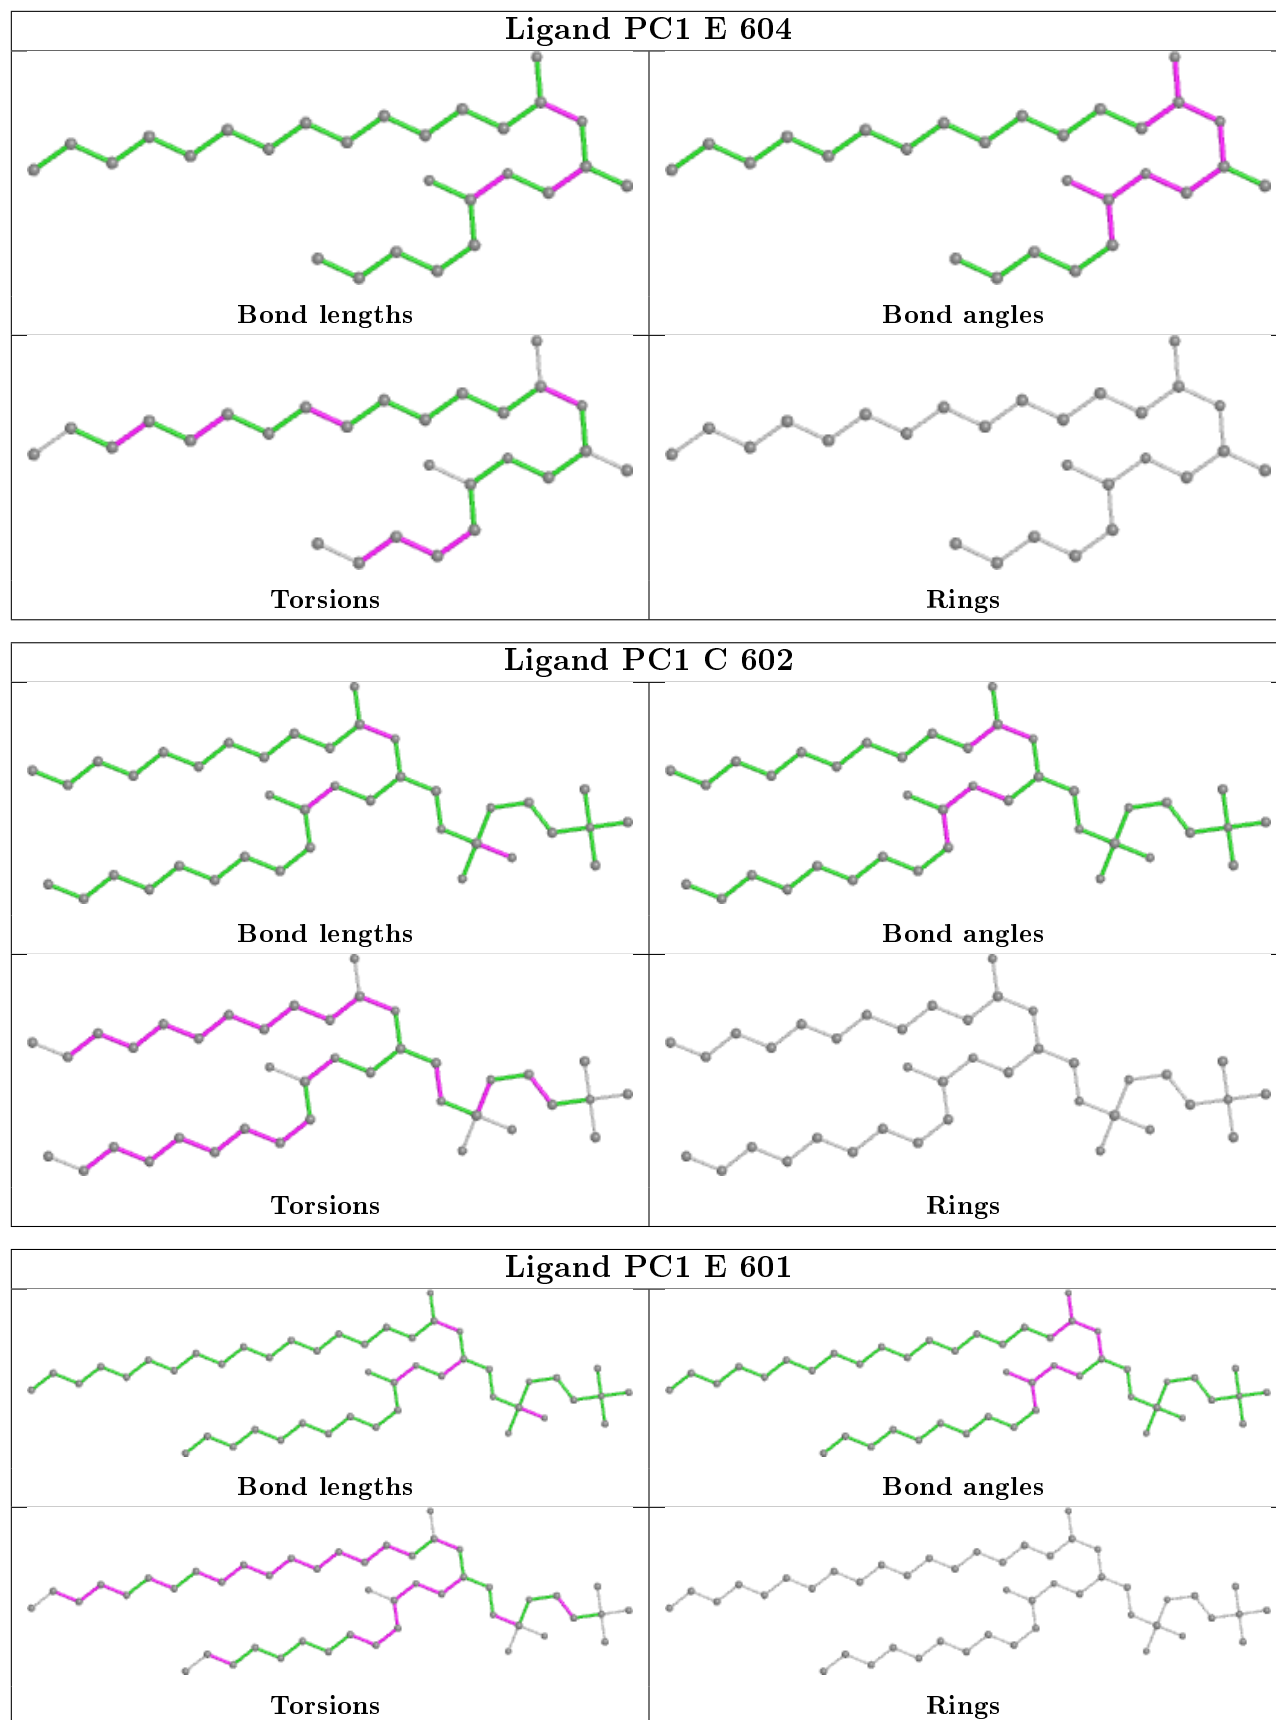 Ligand PC1 E 604
Bond lengths
Bond angles
Torsions
Rings
Ligand PC1 C 602
Bond lengths
Bond angles
Torsions
Rings
Ligand PC1 E 601
Bond lengths
Bond angles
Torsions
Rings